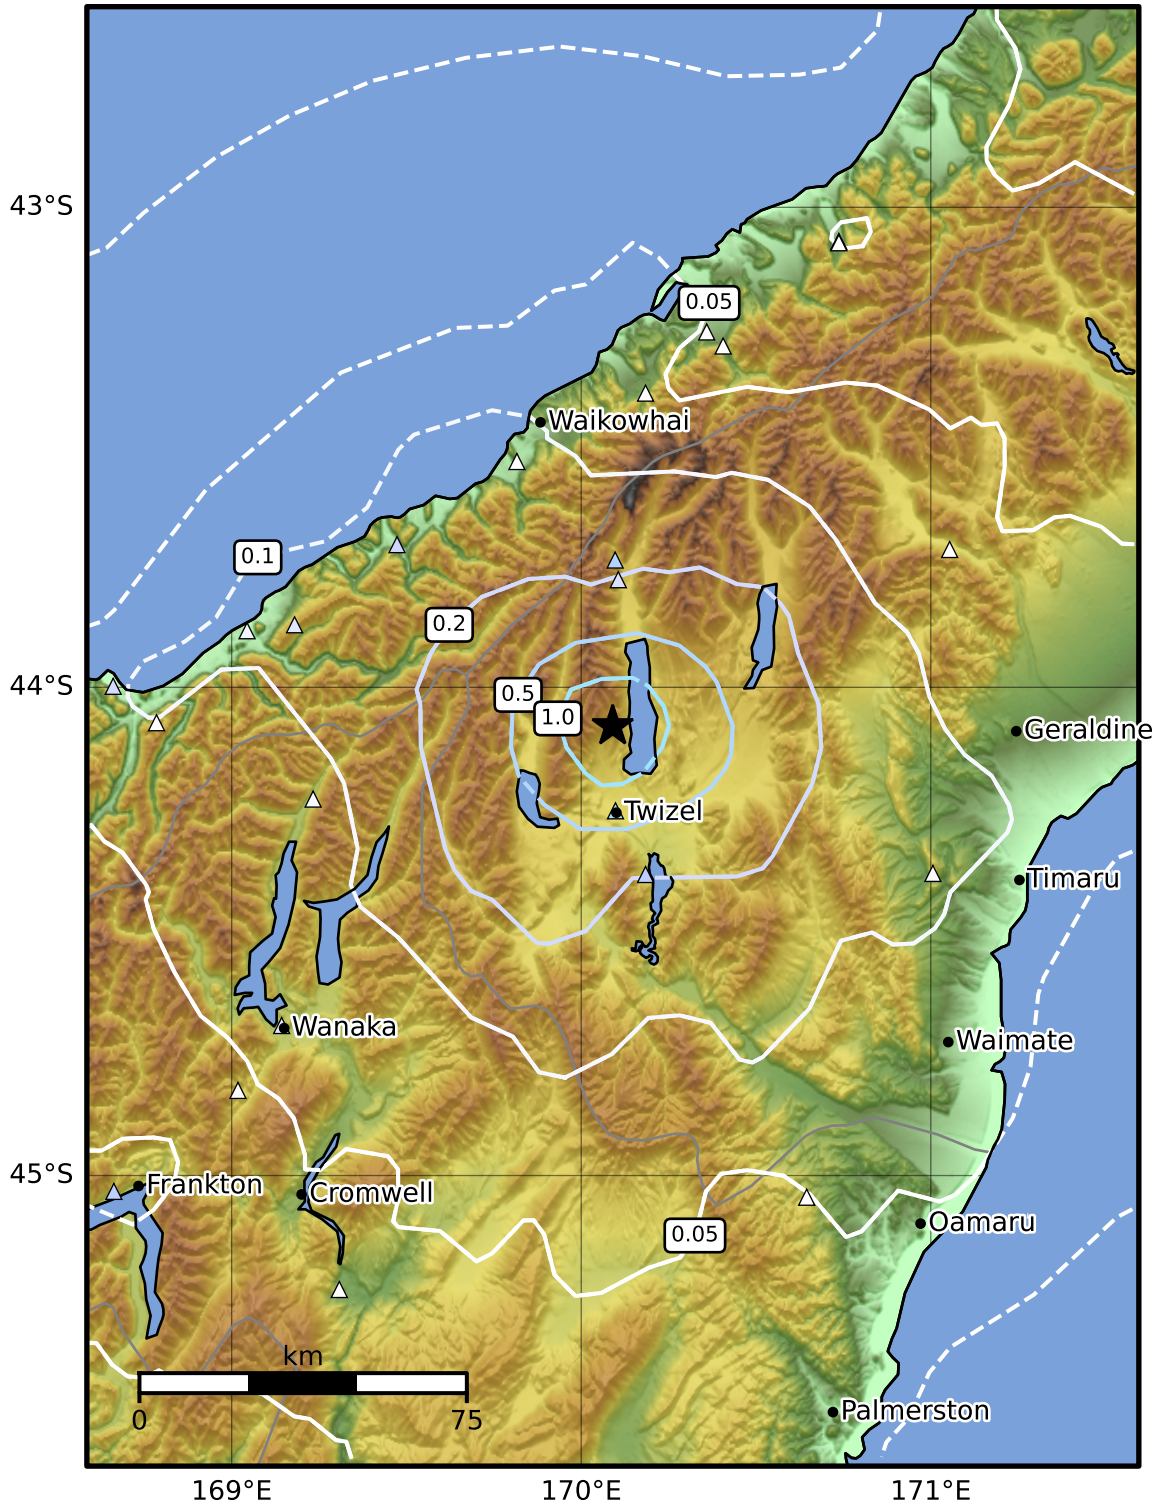 43°S
0.05
Waikowhai
0.1
0.2
44°S
0.5
1.0
Geraldine
Twizel
Timaru
Wanaka
Waimate
45°S
Frankton
Cromwell
Oamaru
0.05
km
0 75
Palmerston
169°E 170°E 171°E